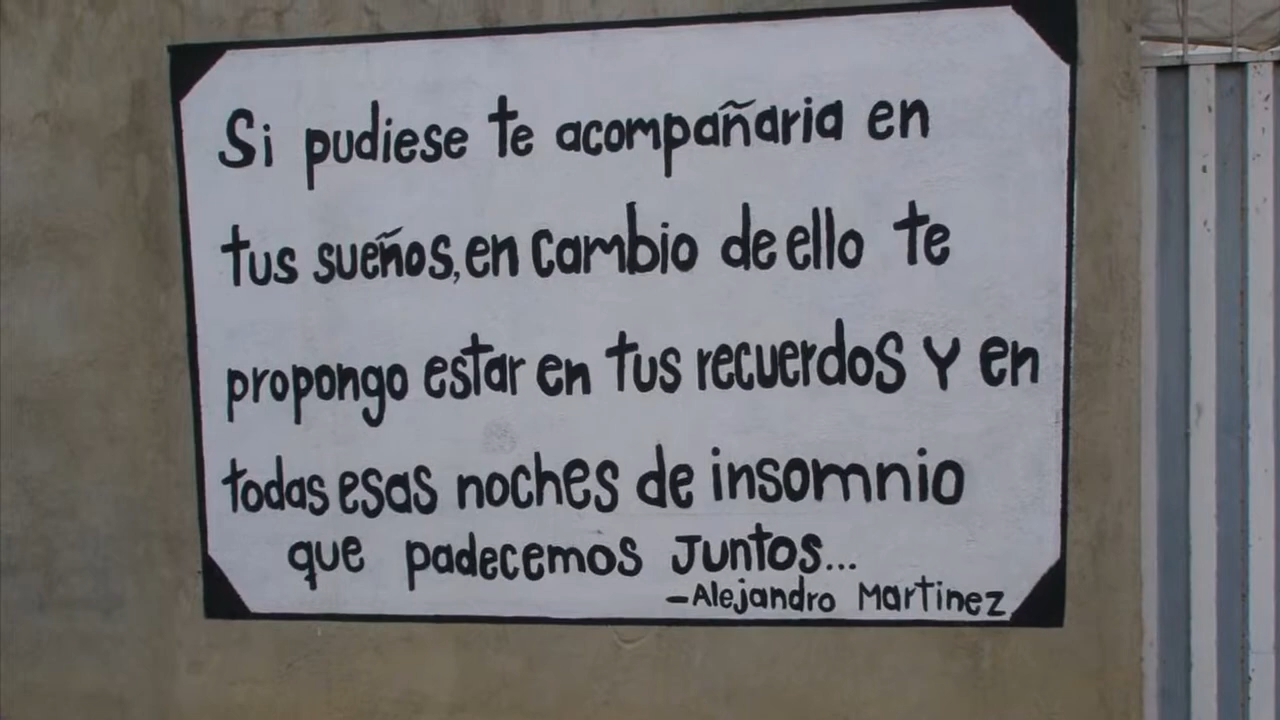 Si pudiese te acompañaria en
tus sueños, en cambio de ello te
propongo estar en tus recuerdos Y en
todas esas noches de insomnio
que padecemos Juntos...
-Alejandro Martinez